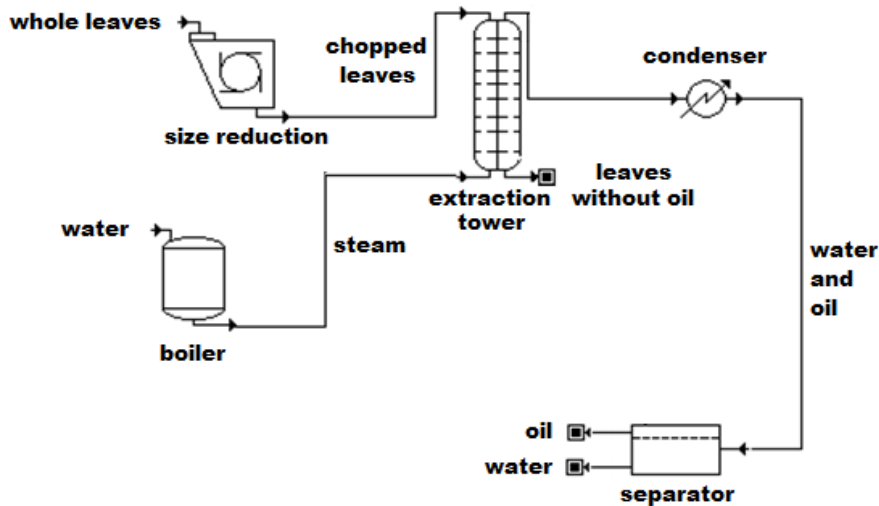 whole leaves
chopped
leaves
condenser
size reduction
leaves
without oil
extraction
tower
water
steam
water
and
oil
boiler
oil
water
separator